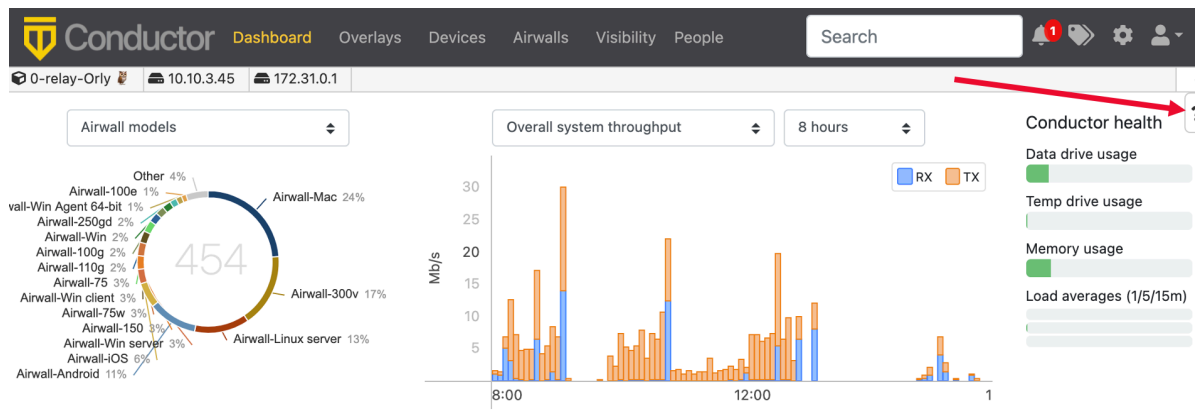 Conductor Dashboard Overlays Devices Airwalls Visibility People Search 1
0-relay-Orly 10.10.3.45 172.31.0.1
Airwall models
Other 4%
Airwall-100e 1%
Airwall-Mac 24%
vall-Win Agent 64-bit 1%
Airwall-250gd 2%
Airwall-Win 2%
Airwall-100g 2%
Airwall-110g 2%
Airwall-75 3%
Airwall-Win client 3%
Airwall-75w 3%
Airwall-150 3%
Airwall-Win server 3%
Airwall-iOS 6%
Airwall-Android 11%
454
Airwall-300v 17%
Airwall-Linux server 13%
Overall system throughput 8 hours
RX TX
Mb/s
30
25
20
15
10
5
8:00 12:00 1
Conductor health
Data drive usage
Temp drive usage
Memory usage
Load averages (1/5/15m)